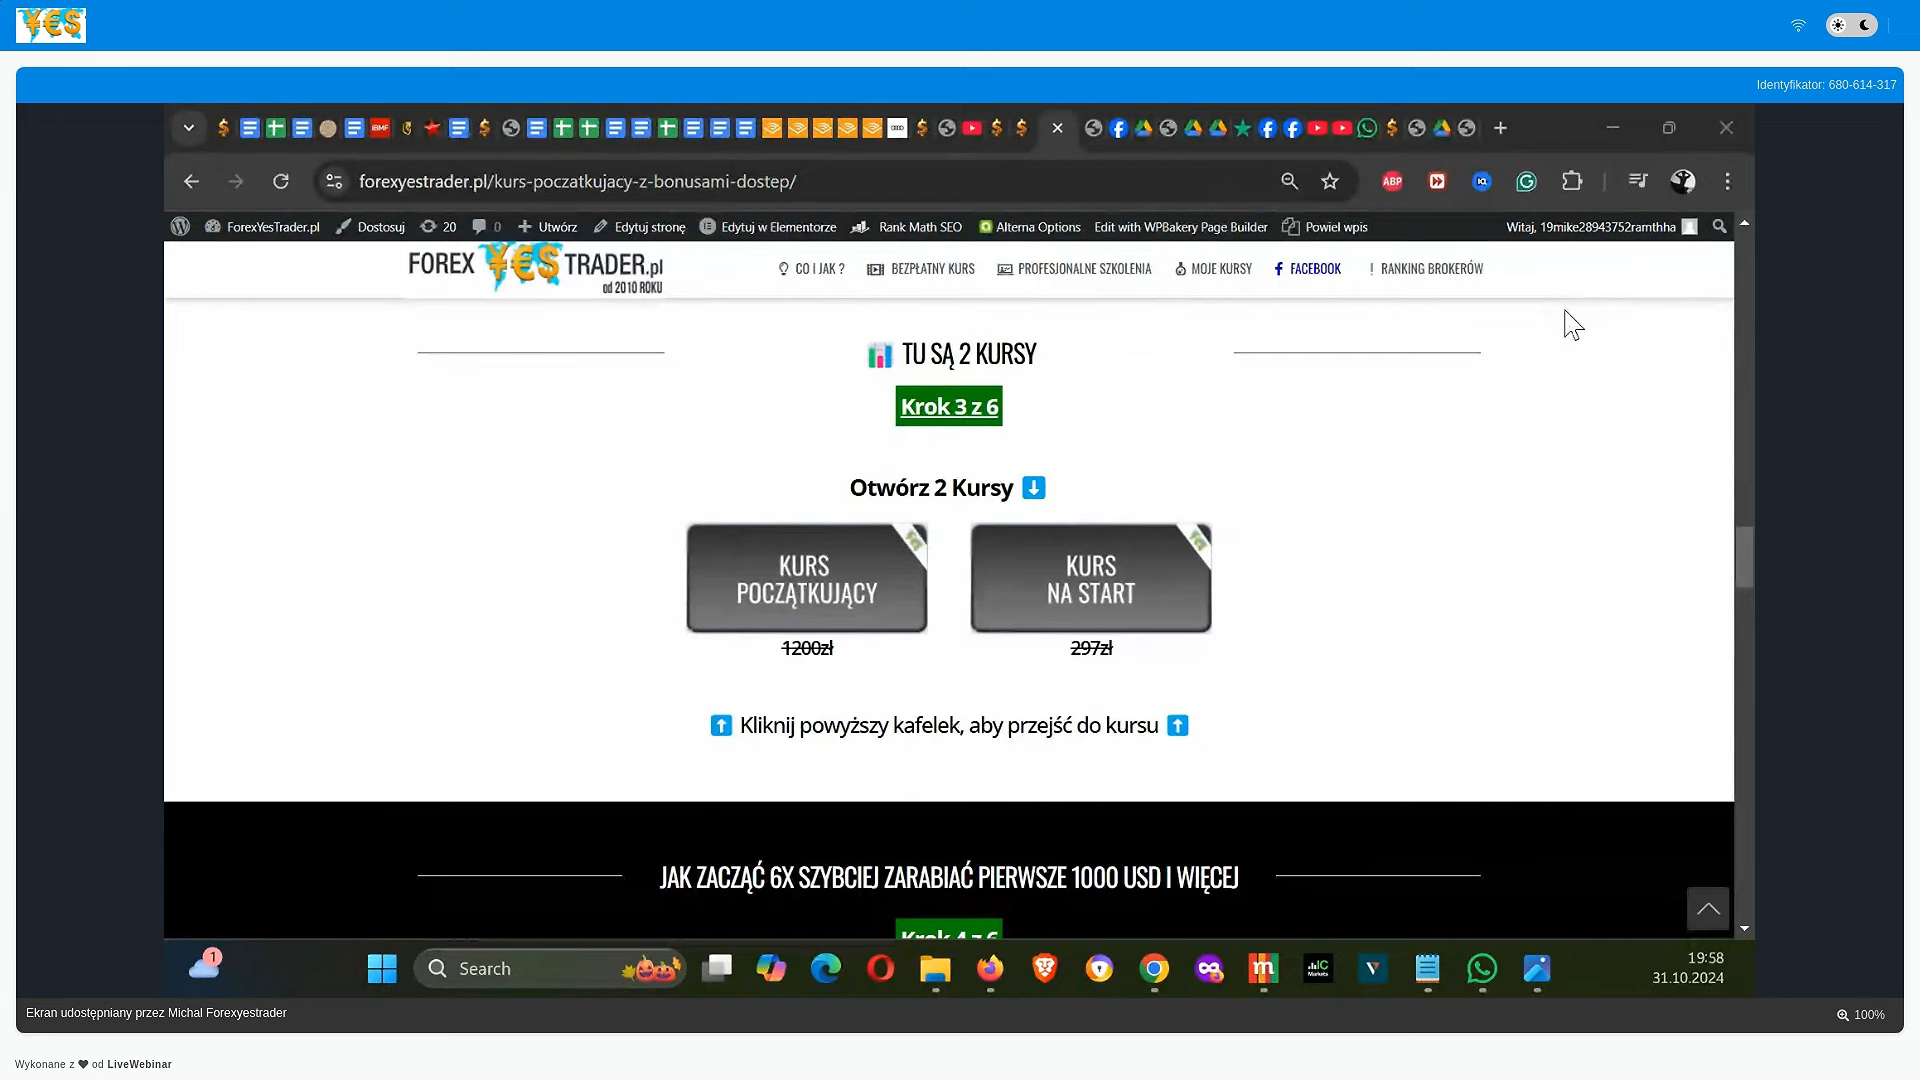 ¥€$
Identyfikator: 680-614-317
forexyestrader.pl/kurs-poczatkujacy-z-bonusami-dostep/
ForexYesTrader.pl Dostosuj 20 0 Utwórz Edytuj stronę Edytuj w Elementorze Rank Math SEO Alterna Options Edit with WPBakery Page Builder Powiel wpis Witaj, 19mike28943752ramthha
FOREX ¥€$ TRADER.pl
od 2010 ROKU
CO I JAK ? BEZPŁATNY KURS PROFESJONALNE SZKOLENIA MOJE KURSY FACEBOOK ! RANKING BROKERÓW
TU SĄ 2 KURSY
Krok 3 z 6
Otwórz 2 Kursy
KURS
POCZĄTKUJĄCY
1200zł
KURS
NA START
297zł
Kliknij powyższy kafelek, aby przejść do kursu
JAK ZACZĄĆ 6X SZYBCIEJ ZARABIAĆ PIERWSZE 1000 USD I WIĘCEJ
Krok 4 z 6
1
Search
19:58
31.10.2024
Ekran udostępniany przez Michal Forexyestrader
100%
Wykonane z ❤ od LiveWebinar